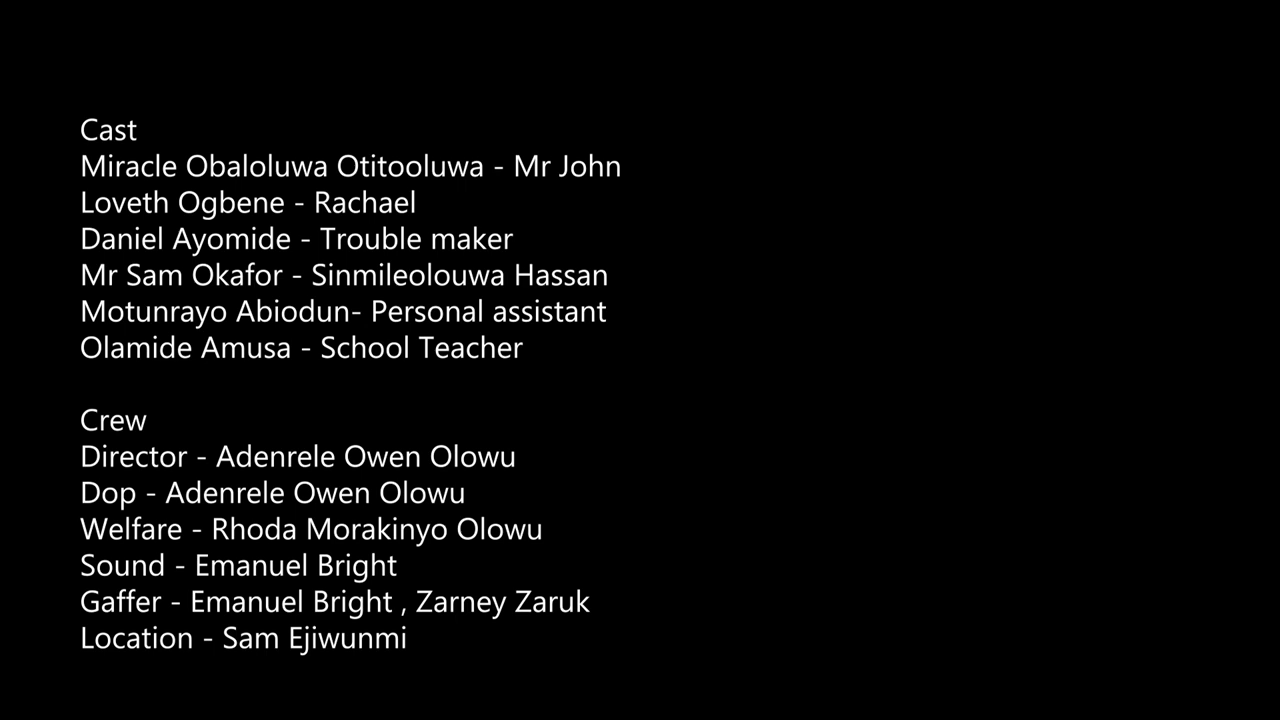 Cast
Miracle Obaloluwa Otitooluwa - Mr John
Loveth Ogbene - Rachael
Daniel Ayomide - Trouble maker
Mr Sam Okafor - Sinmileolouwa Hassan
Motunrayo Abiodun- Personal assistant
Olamide Amusa - School Teacher
Crew
Director - Adenrele Owen Olowu
Dop - Adenrele Owen Olowu
Welfare - Rhoda Morakinyo Olowu
Sound - Emanuel Bright
Gaffer - Emanuel Bright , Zarney Zaruk
Location - Sam Ejiwunmi